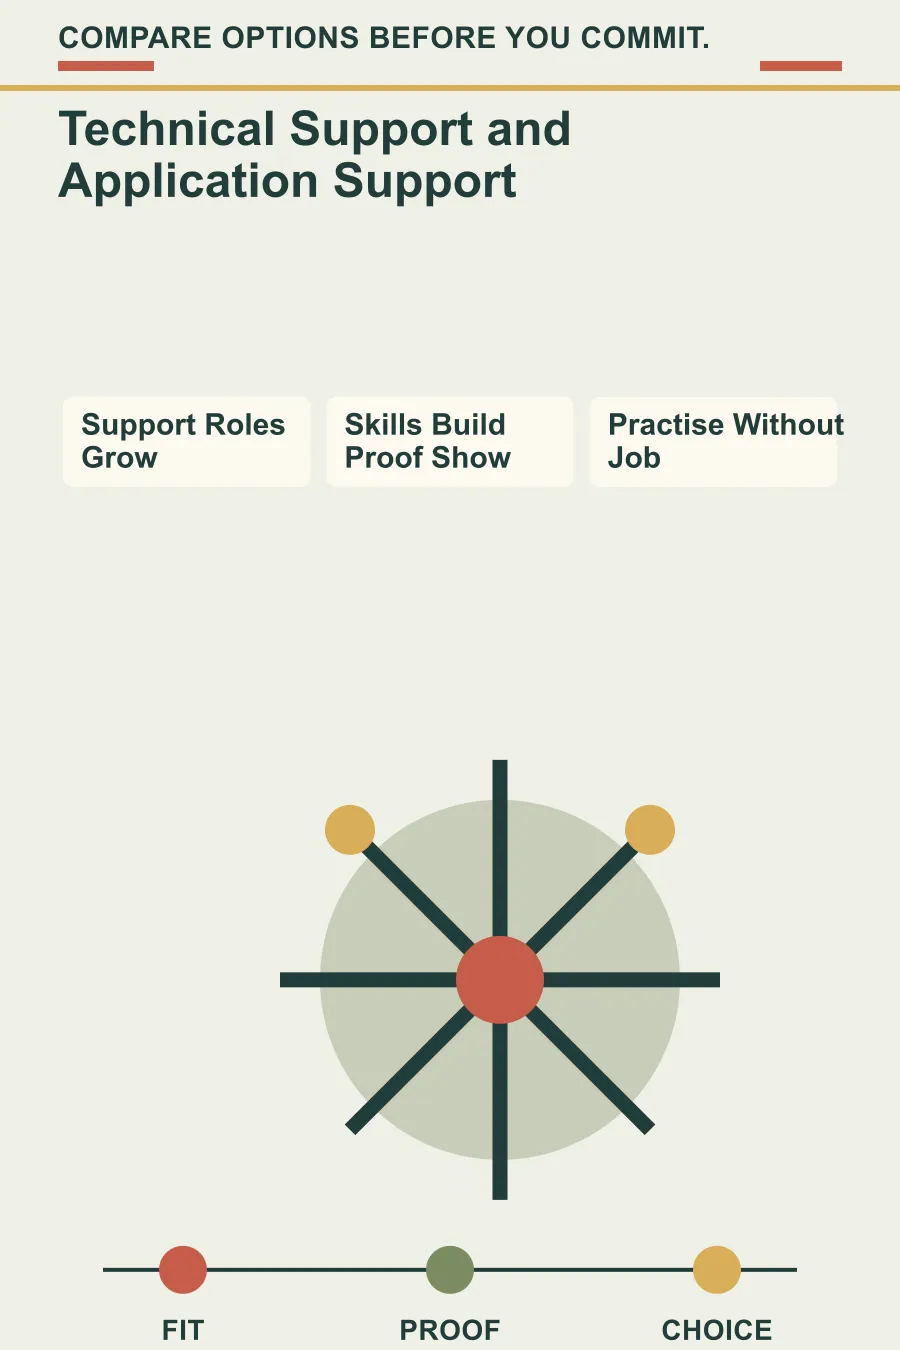 COMPARE OPTIONS BEFORE YOU COMMIT.
Technical Support and
Application Support
Support Roles
Grow
Skills Build
Proof Show
Practise Without
Job
FIT
PROOF
CHOICE